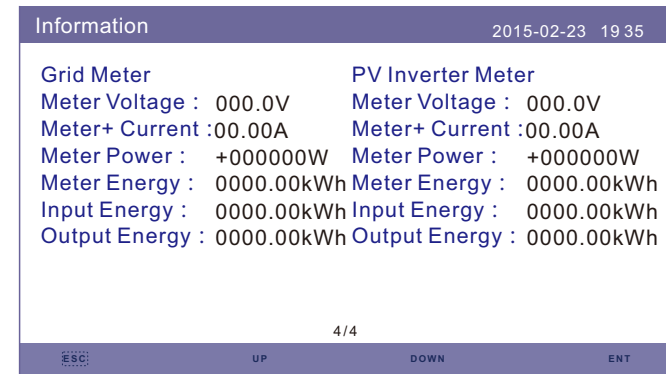 Information 2015-02-23 19 35
Grid Meter PV Inverter Meter
Meter Voltage : 000.0V Meter Voltage : 000.0V
Meter+ Current :00.00A Meter+ Current :00.00A
Meter Power : +000000W Meter Power : +000000W
Meter Energy : 0000.00kWh Meter Energy : 0000.00kWh
Input Energy : 0000.00kWh Input Energy : 0000.00kWh
Output Energy : 0000.00kWh Output Energy : 0000.00kWh
4/4
ESC UP DOWN ENT